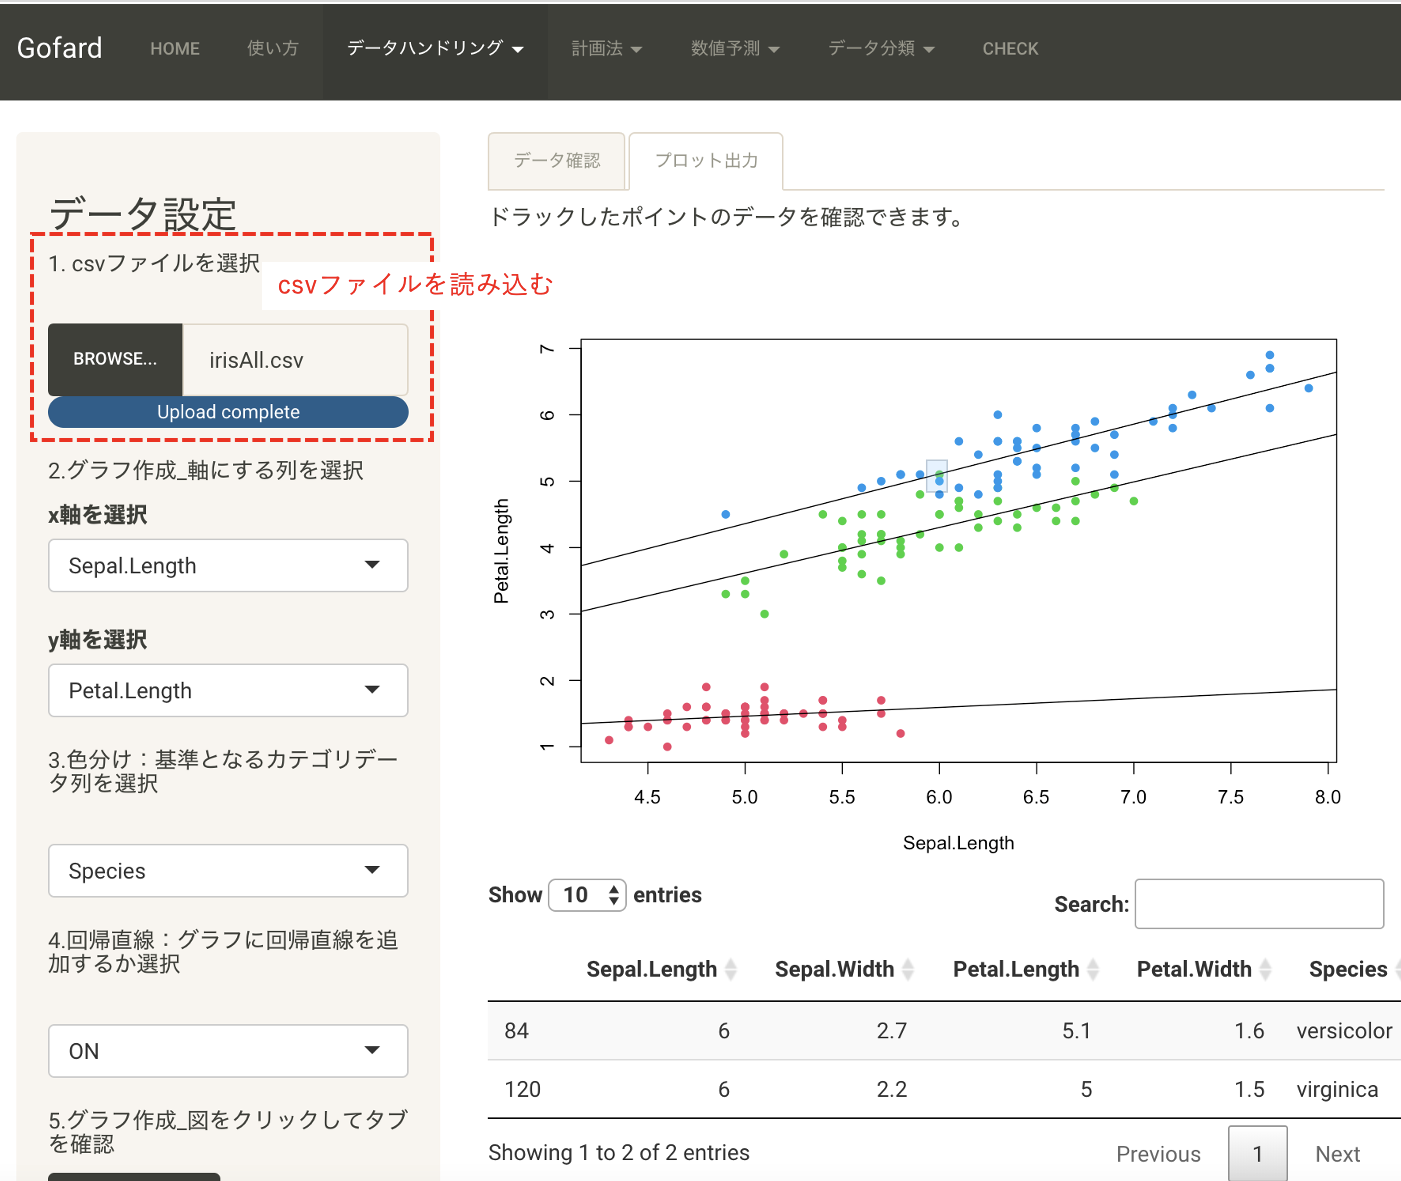 Gofard HOME 使い方 データハンドリング 計画法 数値予測 データ分類 CHECK
データ設定
1. csvファイルを選択
csvファイルを読み込む
BROWSE... irisAll.csv
Upload complete
2.グラフ作成_軸にする列を選択
x軸を選択
Sepal.Length
y軸を選択
Petal.Length
3.色分け：基準となるカテゴリデー
タ列を選択
Species
4.回帰直線：グラフに回帰直線を追
加するか選択
ON
5.グラフ作成_図をクリックしてタブ
を確認
データ確認 プロット出力
ドラックしたポイントのデータを確認できます。
7
6
5
4
3
2
1
Petal.Length
4.5 5.0 5.5 6.0 6.5 7.0 7.5 8.0
Sepal.Length
Show 10 entries
Search:
Sepal.Length Sepal.Width Petal.Length Petal.Width Species
84 6 2.7 5.1 1.6 versicolor
120 6 2.2 5 1.5 virginica
Showing 1 to 2 of 2 entries
Previous 1 Next